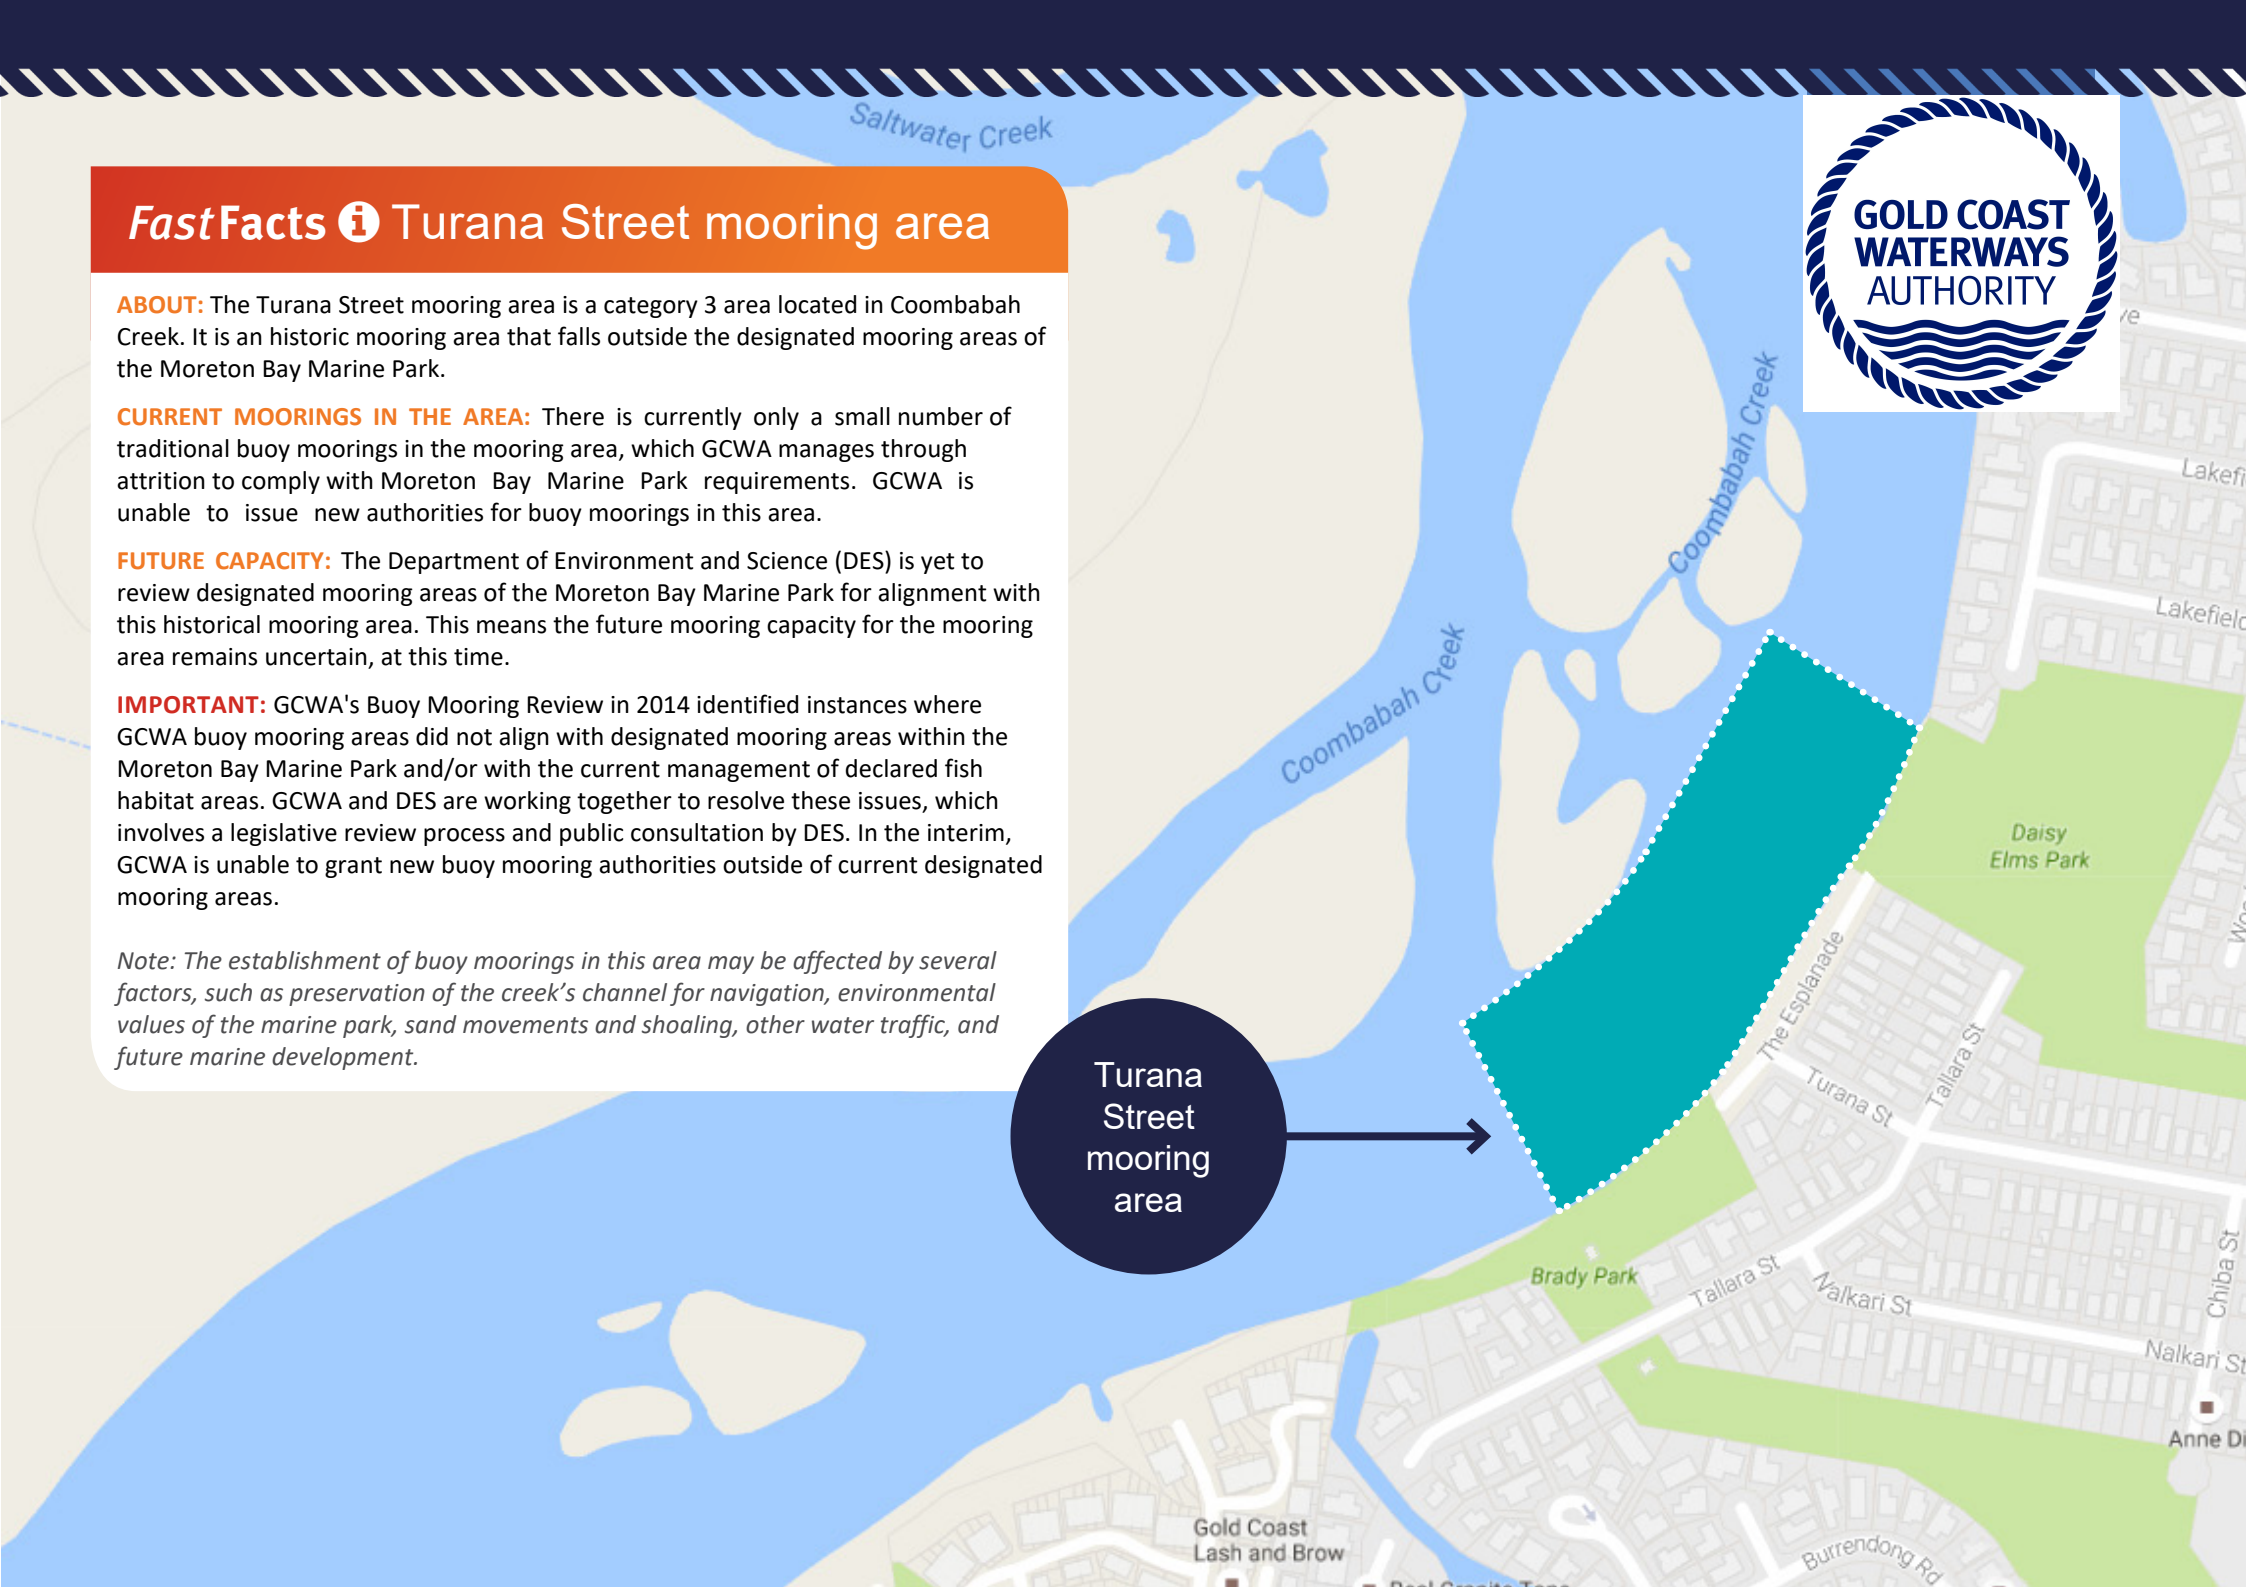 Saltwater Creek
FastFacts i Turana Street mooring area
GOLD COAST
WATERWAYS
AUTHORITY
ABOUT: The Turana Street mooring area is a category 3 area located in Coombabah
Creek. It is an historic mooring area that falls outside the designated mooring areas of
the Moreton Bay Marine Park.
CURRENT MOORINGS IN THE AREA: There is currently only a small number of
traditional buoy moorings in the mooring area, which GCWA manages through
attrition to comply with Moreton Bay Marine Park requirements. GCWA is
unable to issue new authorities for buoy moorings in this area.
FUTURE CAPACITY: The Department of Environment and Science (DES) is yet to
review designated mooring areas of the Moreton Bay Marine Park for alignment with
this historical mooring area. This means the future mooring capacity for the mooring
area remains uncertain, at this time.
IMPORTANT: GCWA's Buoy Mooring Review in 2014 identified instances where
GCWA buoy mooring areas did not align with designated mooring areas within the
Moreton Bay Marine Park and/or with the current management of declared fish
habitat areas. GCWA and DES are working together to resolve these issues, which
involves a legislative review process and public consultation by DES. In the interim,
GCWA is unable to grant new buoy mooring authorities outside of current designated
mooring areas.
Note: The establishment of buoy moorings in this area may be affected by several
factors, such as preservation of the creek’s channel for navigation, environmental
values of the marine park, sand movements and shoaling, other water traffic, and
future marine development.
Turana
Street
mooring
area
Coombabah Creek
Coombabah Creek
ve
Lakefi
Lakefield
Daisy
Elms Park
Woo
The Esplanade
Tallara St
Turana St
Brady Park
Tallara St
Nalkari St
Chiba St
Nalkari St
Anne Di
Gold Coast
Lash and Brow
Burrendong Rd